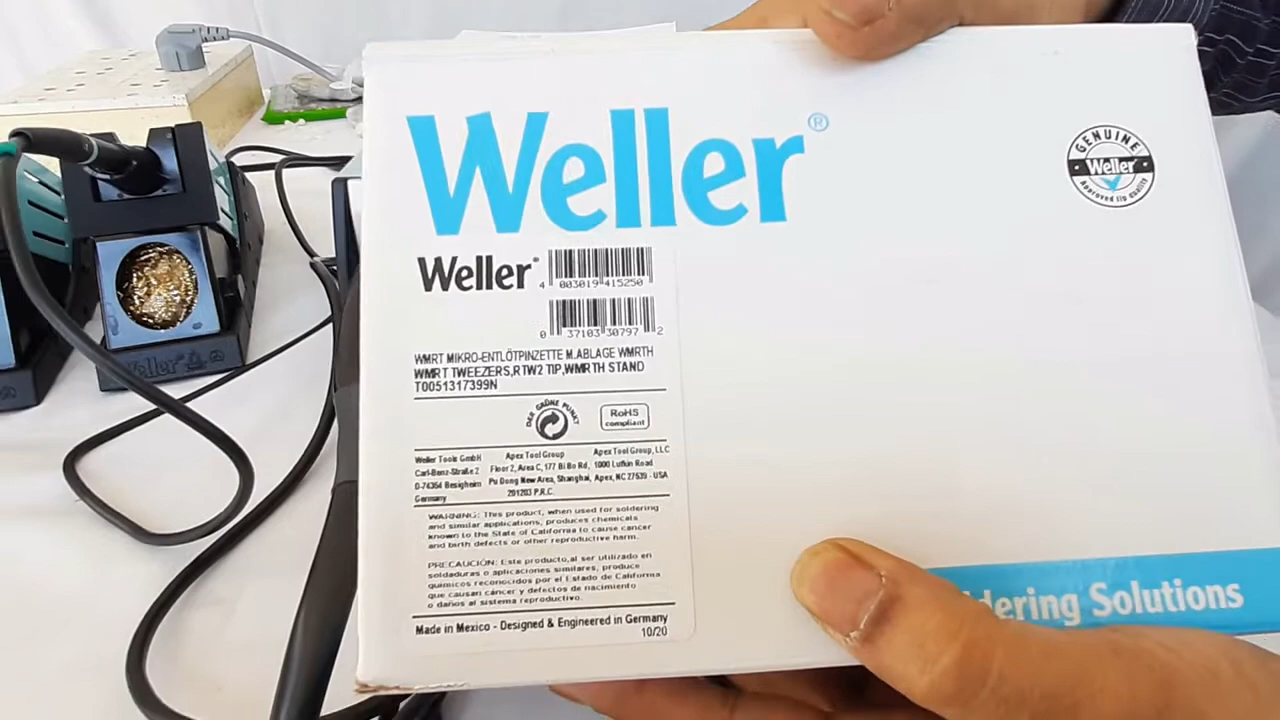 Weller®
GENUINE
Weller
Approved tip quality
Weller®
4 003019 415250
0 37103 30797 2
WMRT MIKRO-ENTLÖTPINZETTE M.ABLAGE WMRTH
WMRT TWEEZERS,RTW2 TIP,WMRTH STAND
T0051317399N
DER GRÜNE PUNKT
RoHS
compliant
Weller Tools GmbH
Carl-Benz-Straße 2
D-74354 Besigheim
Germany
Apex Tool Group
Floor 2, Area C, 177 Bi Bo Rd,
Pu Dong New Area, Shanghai,
201203 P.R.C.
Apex Tool Group, LLC
1000 Lufkin Road
Apex, NC 27539 - USA
WARNING: This product, when used for soldering
and similar applications, produces chemicals
known to the State of California to cause cancer
and birth defects or other reproductive harm.
PRECAUCIÓN: Este producto,al ser utilizado en
soldaduras o aplicaciones similares, produce
químicos reconocidos por el Estado de California
que causan cáncer y defectos de nacimiento
o daños al sistema reproductivo.
Made in Mexico - Designed & Engineered in Germany
10/20
ldering Solutions
Weller